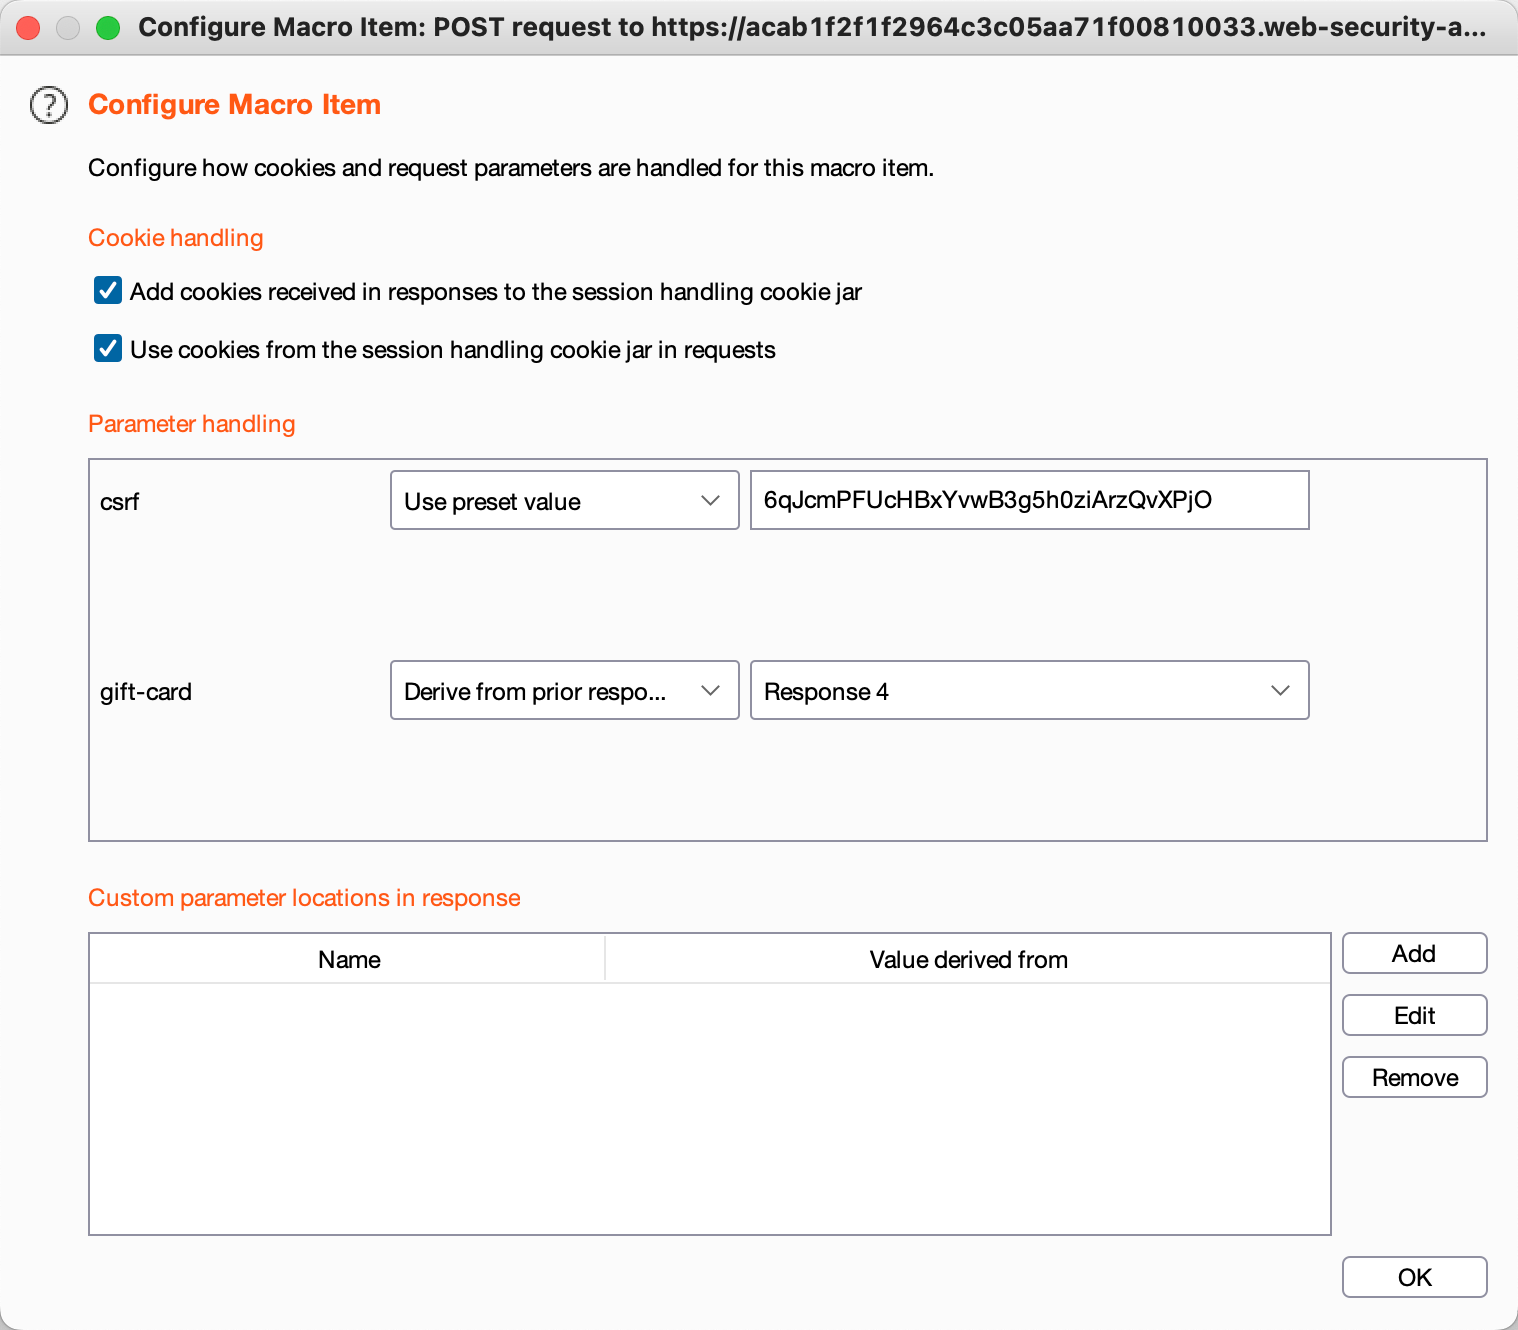 Configure Macro Item: POST request to https://acab1f2f1f2964c3c05aa71f00810033.web-security-a...
?
Configure Macro Item
Configure how cookies and request parameters are handled for this macro item.
Cookie handling
Add cookies received in responses to the session handling cookie jar
Use cookies from the session handling cookie jar in requests
Parameter handling
csrf Use preset value 6qJcmPFUcHBxYvwB3g5h0ziArzQvXPjO
gift-card Derive from prior respo... Response 4
Custom parameter locations in response
Name Value derived from
Add
Edit
Remove
OK